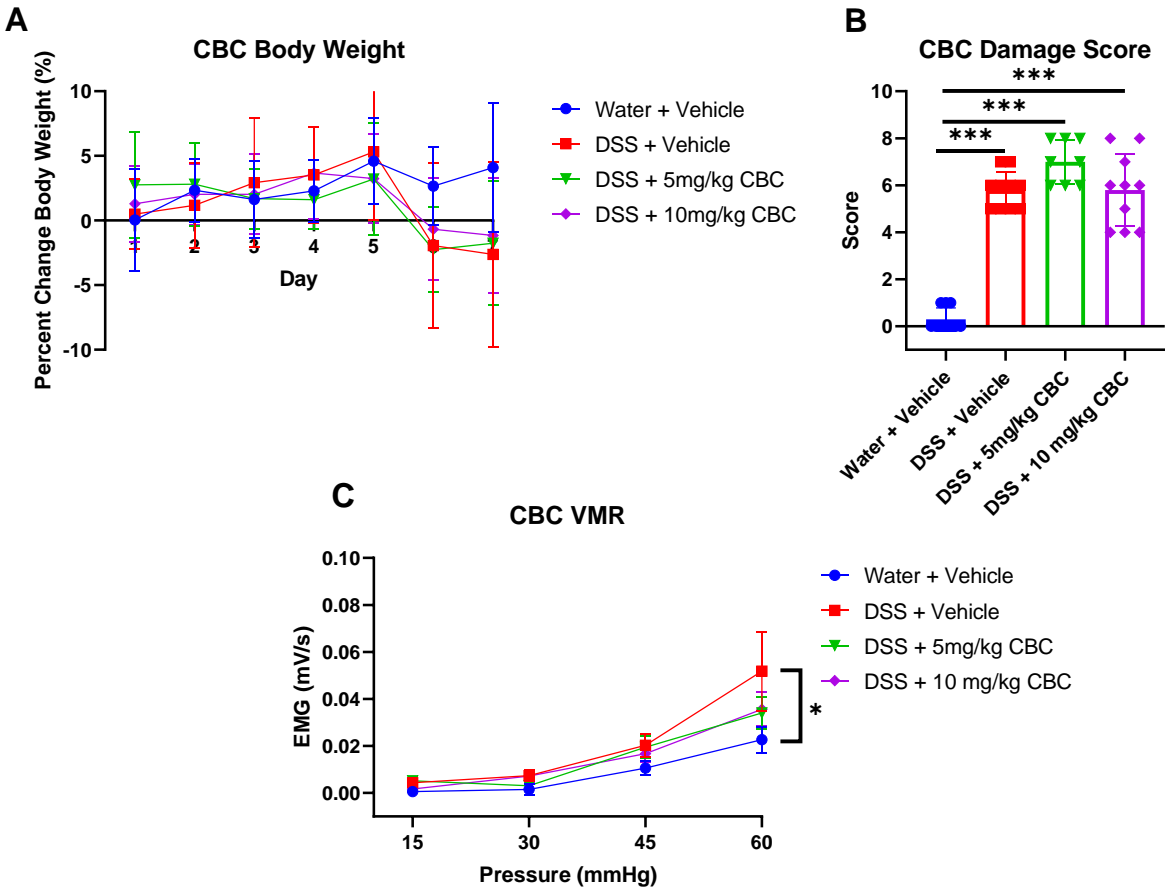 A
CBC Body Weight
Percent Change Body Weight (%)
10
5
0
-5
-10
2
3
4
5
Day
Water + Vehicle
DSS + Vehicle
DSS + 5mg/kg CBC
DSS + 10mg/kg CBC
B
CBC Damage Score
***
***
***
Score
10
8
6
4
2
0
Water + Vehicle
DSS + Vehicle
DSS + 5mg/kg CBC
DSS + 10 mg/kg CBC
C
CBC VMR
EMG (mV/s)
0.10
0.08
0.06
0.04
0.02
0.00
15
30
45
60
Pressure (mmHg)
*
Water + Vehicle
DSS + Vehicle
DSS + 5mg/kg CBC
DSS + 10 mg/kg CBC